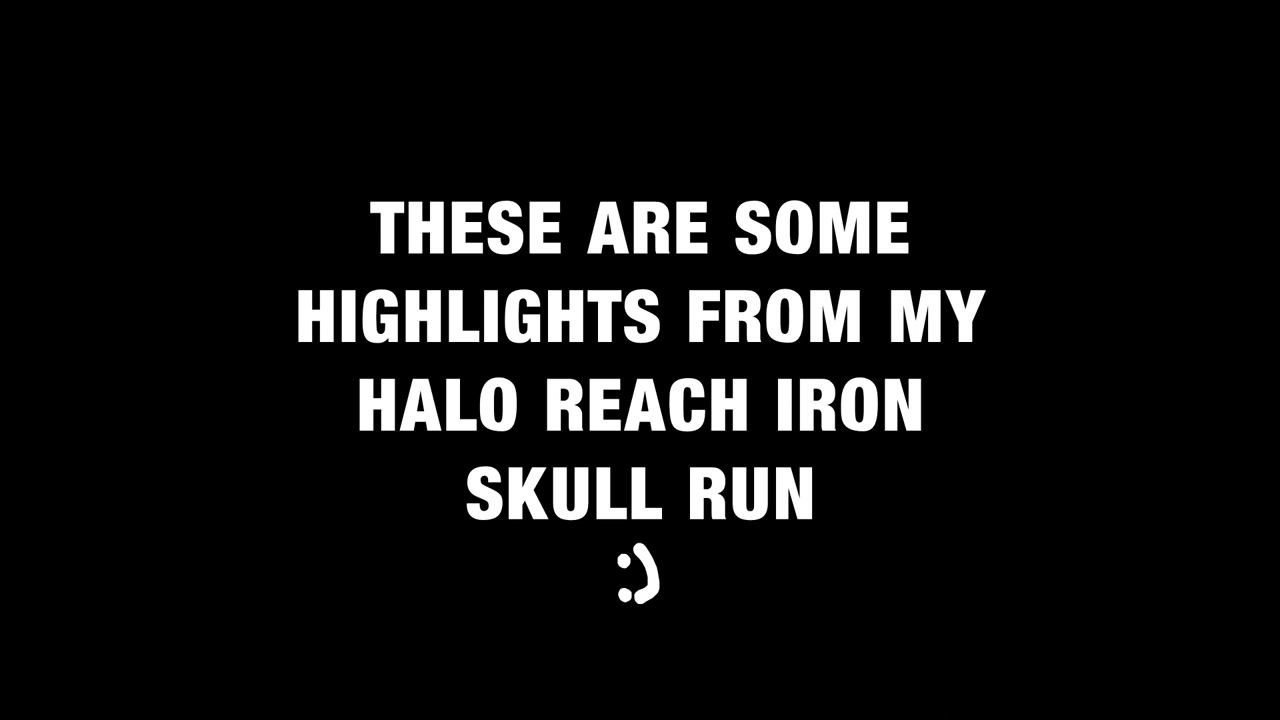 THESE ARE SOME
HIGHLIGHTS FROM MY
HALO REACH IRON
SKULL RUN
:)